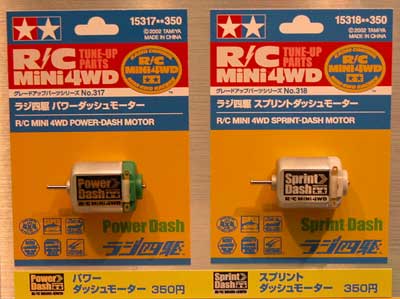 15317★★350
©2002 TAMIYA
MADE IN CHINA
R/C
MINI 4WD
TUNE-UP
PARTS
R/C
MINI 4WD
グレードアップパーツシリーズ No.317
ラジ四駆 パワーダッシュモーター
R/C MINI 4WD POWER-DASH MOTOR
Power
Dash
R/C MINI 4WD
Power Dash
ラジ四駆
Power
Dash
パワー
ダッシュモーター 350円
15318★★350
©2002 TAMIYA
MADE IN CHINA
R/C
MINI 4WD
TUNE-UP
PARTS
R/C
MINI 4WD
グレードアップパーツシリーズ No.318
ラジ四駆 スプリントダッシュモーター
R/C MINI 4WD SPRINT-DASH MOTOR
Sprint
Dash
R/C MINI 4WD
Sprint Dash
ラジ四駆
Sprint
Dash
スプリント
ダッシュモーター 350円